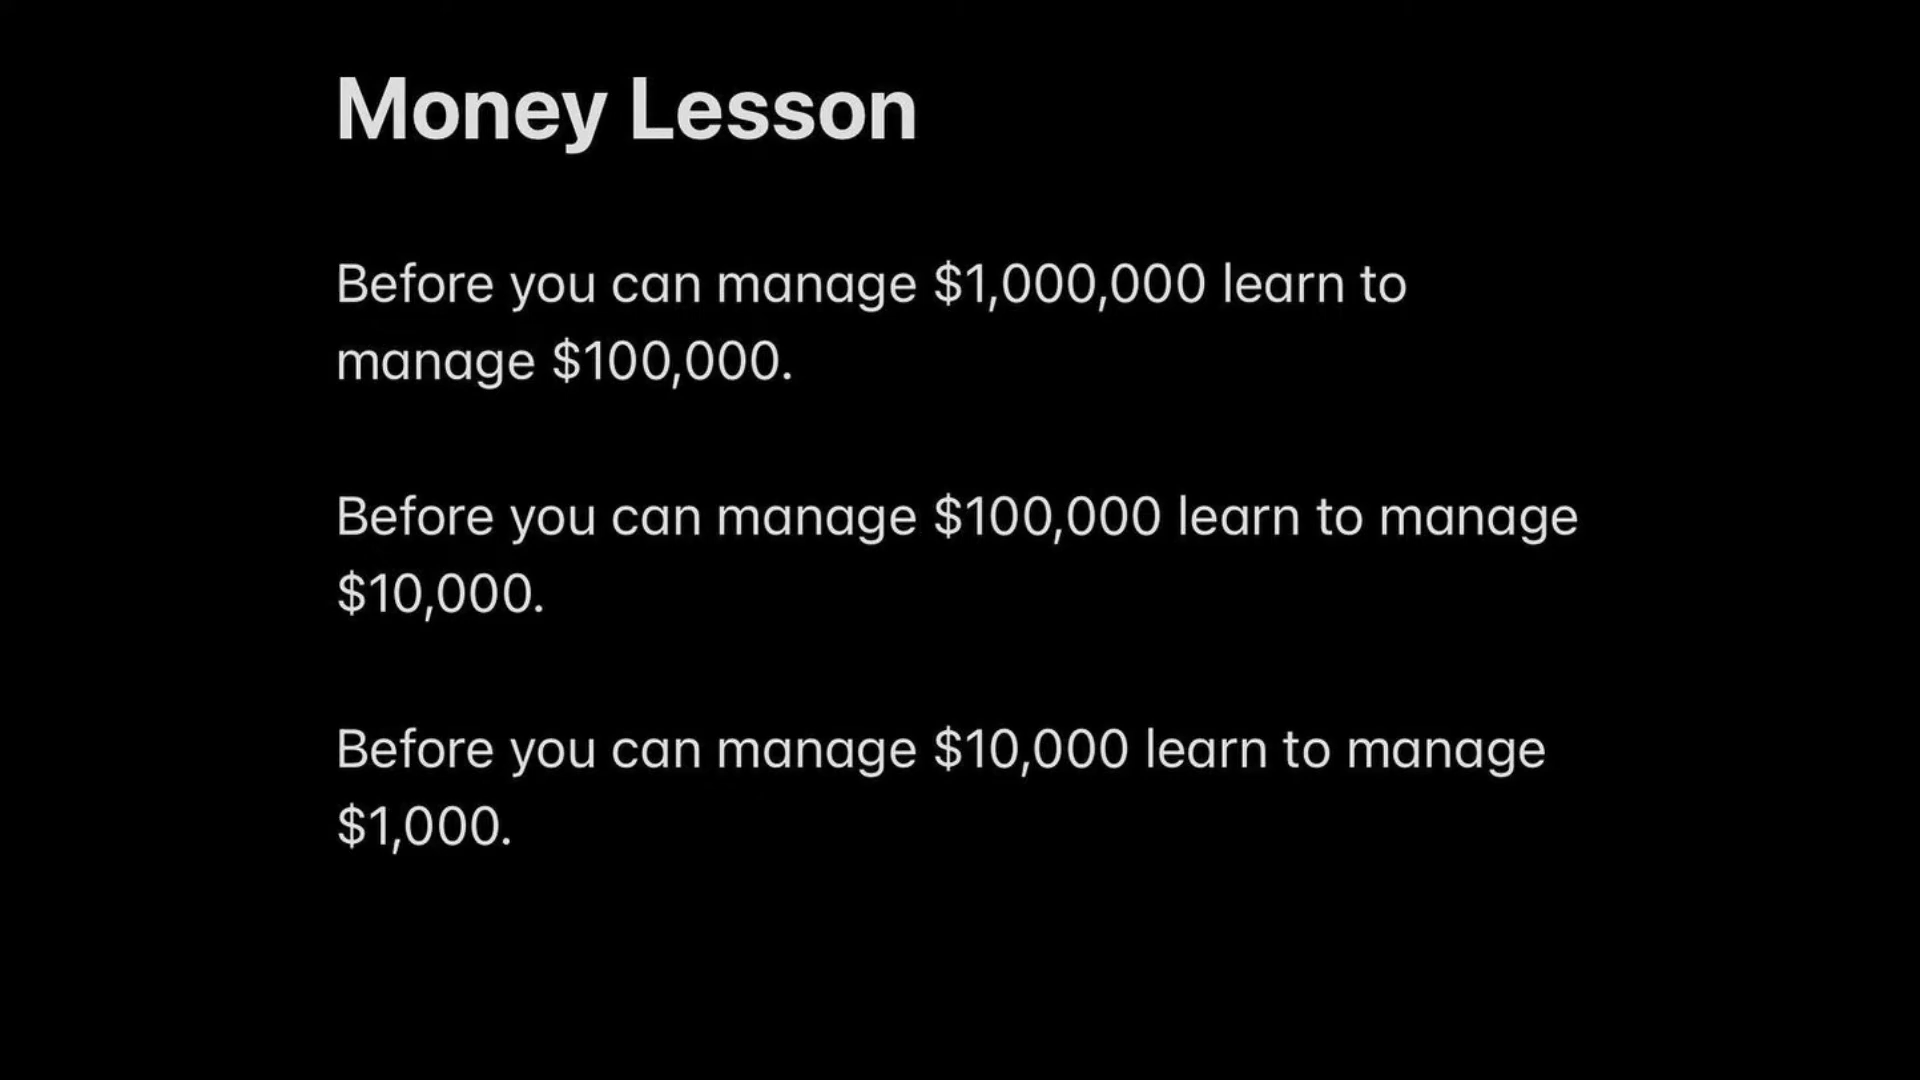 Money Lesson
Before you can manage $1,000,000 learn to
manage $100,000.
Before you can manage $100,000 learn to manage
$10,000.
Before you can manage $10,000 learn to manage
$1,000.